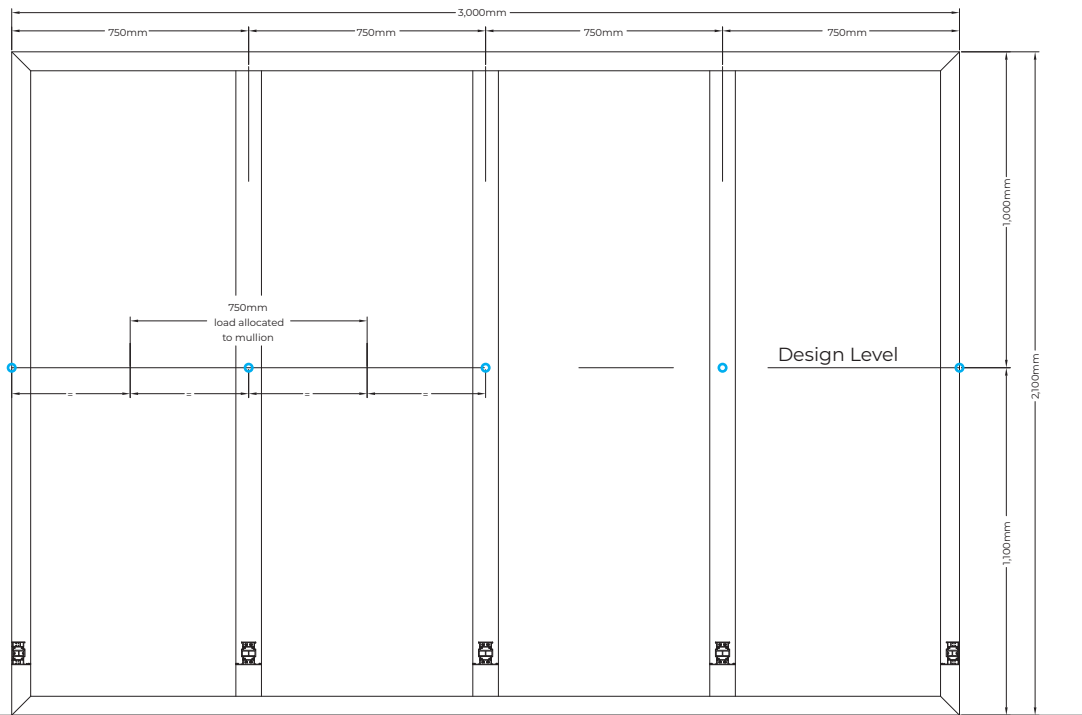 3,000mm
750mm
750mm
750mm
750mm
1,000mm
2,100mm
750mm
load allocated
to mullion
Design Level
=
=
=
=
1,100mm